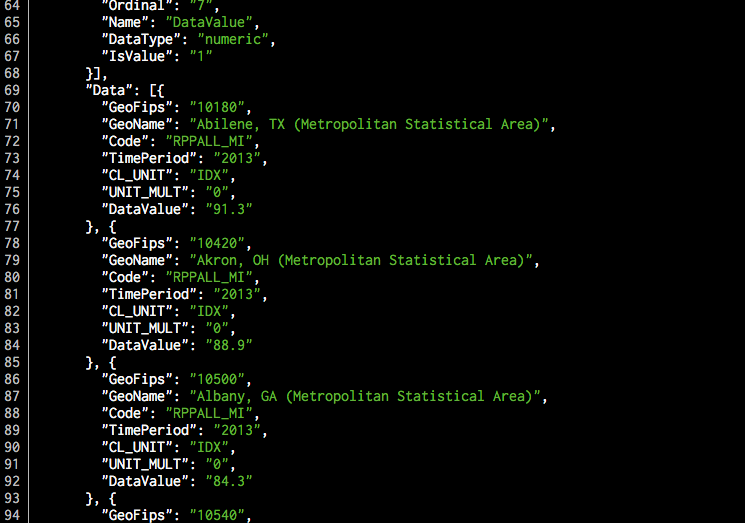 64 "Ordinal": "7",
65 "Name": "DataValue",
66 "DataType": "numeric",
67 "IsValue": "1"
68 }],
69 "Data": [{
70 "GeoFips": "10180",
71 "GeoName": "Abilene, TX (Metropolitan Statistical Area)",
72 "Code": "RPPALL_MI",
73 "TimePeriod": "2013",
74 "CL_UNIT": "IDX",
75 "UNIT_MULT": "0",
76 "DataValue": "91.3"
77 }, {
78 "GeoFips": "10420",
79 "GeoName": "Akron, OH (Metropolitan Statistical Area)",
80 "Code": "RPPALL_MI",
81 "TimePeriod": "2013",
82 "CL_UNIT": "IDX",
83 "UNIT_MULT": "0",
84 "DataValue": "88.9"
85 }, {
86 "GeoFips": "10500",
87 "GeoName": "Albany, GA (Metropolitan Statistical Area)",
88 "Code": "RPPALL_MI",
89 "TimePeriod": "2013",
90 "CL_UNIT": "IDX",
91 "UNIT_MULT": "0",
92 "DataValue": "84.3"
93 }, {
94 "GeoFips": "10540",